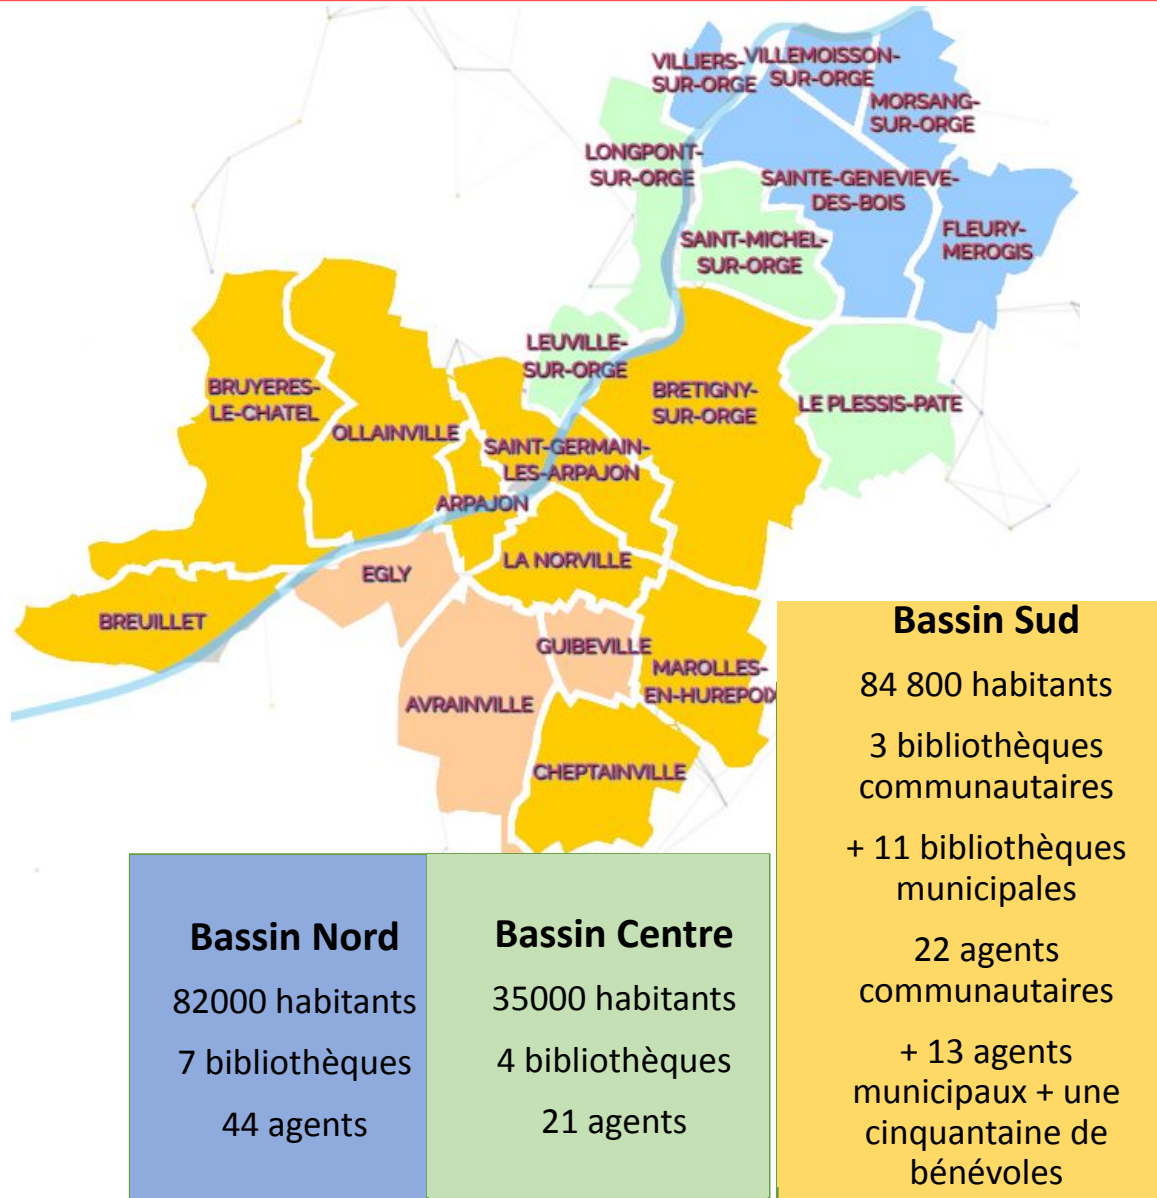 VILLIERS-
SUR-ORGE
VILLEMOISSON-
SUR-ORGE
MORSANG-
SUR-ORGE
LONGPONT-
SUR-ORGE
SAINTE-GENEVIEVE-
DES-BOIS
FLEURY-
MEROGIS
SAINT-MICHEL-
SUR-ORGE
LEUVILLE-
SUR-ORGE
BRUYERES-
LE-CHATEL
OLLAINVILLE
BRETIGNY-
SUR-ORGE
LE PLESSIS-PATE
SAINT-GERMAIN-
LES-ARPAJON
ARPAJON
LA NORVILLE
EGLY
BREUILLET
GUIBEVILLE
MAROLLES-
EN-HUREPOIX
AVRAINVILLE
CHEPTAINVILLE
Bassin Nord
82000 habitants
7 bibliothèques
44 agents
Bassin Centre
35000 habitants
4 bibliothèques
21 agents
Bassin Sud
84 800 habitants
3 bibliothèques
communautaires
+ 11 bibliothèques
municipales
22 agents
communautaires
+ 13 agents
municipaux + une
cinquantaine de
bénévoles